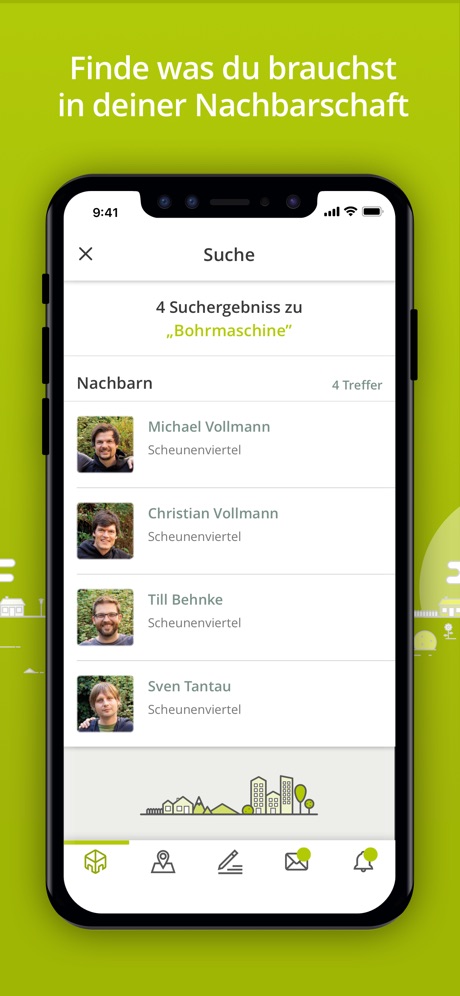 Finde was du brauchst
in deiner Nachbarschaft
9:41
Suche
4 Suchergebniss zu
„Bohrmaschine”
Nachbarn 4 Treffer
Michael Vollmann
Scheunenviertel
Christian Vollmann
Scheunenviertel
Till Behnke
Scheunenviertel
Sven Tantau
Scheunenviertel